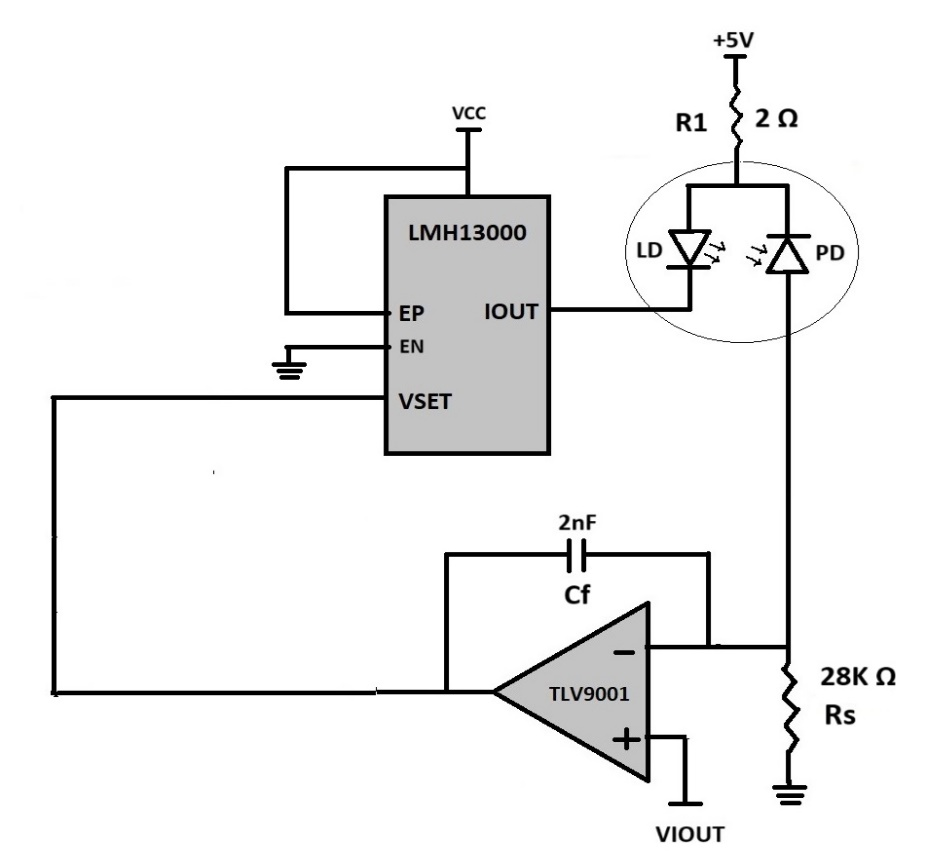 +5V
R1 2 Ω
VCC
LMH13000
LD PD
EP IOUT
EN
VSET
2nF
Cf
−
TLV9001
+
28K Ω
Rs
VIOUT